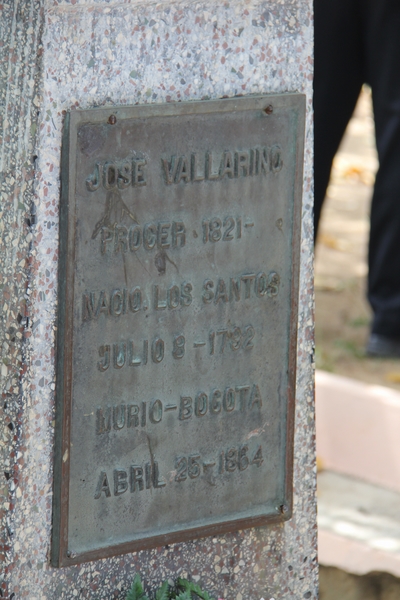 JOSE VALLARINO
PROCER-1821-
NACIO, LOS SANTOS
JULIO 8-1792
MURIO-BOGOTA
ABRIL 25-1864